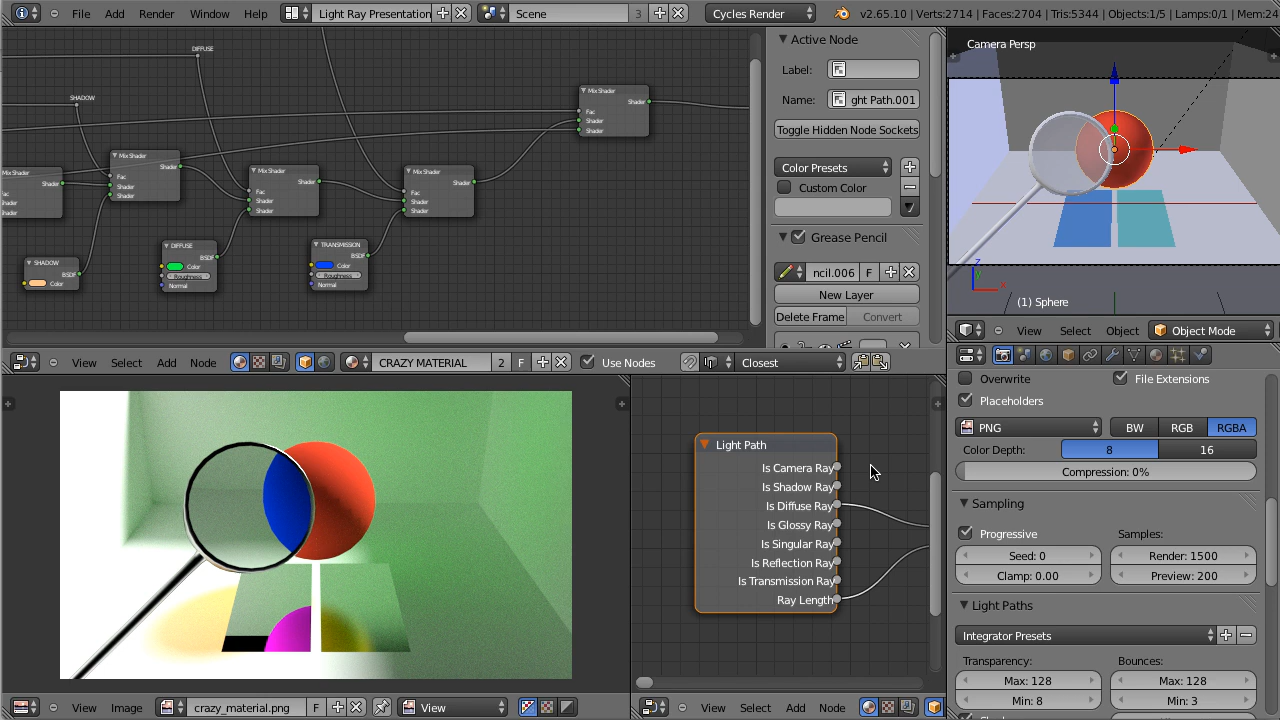 File Add Render Window Help Light Ray Presentation Scene 3 Cycles Render v2.65.10 | Verts:2714 | Faces:2704 | Tris:5344 | Objects:1/5 | Lamps:0/1 | Mem:24
DIFFUSE
SHADOW
Mix Shader
Shader
Fac
Shader
Shader
Mix Shader
Shader
Shader
Shader
Mix Shader
Shader
Fac
Shader
Shader
Mix Shader
Shader
Fac
Shader
Shader
Mix Shader
Shader
Fac
Shader
Shader
SHADOW
BSDF
Color
DIFFUSE
BSDF
Color
Roughness
Normal
TRANSMISSION
BSDF
Color
Roughness
Normal
Active Node
Label:
Name: ght Path.001
Toggle Hidden Node Sockets
Color Presets
Custom Color
Grease Pencil
ncil.006 F
New Layer
Delete Frame Convert
Camera Persp
(1) Sphere
z
y
x
View Select Object Object Mode
View Select Add Node CRAZY MATERIAL 2 F Use Nodes Closest
Light Path
Is Camera Ray
Is Shadow Ray
Is Diffuse Ray
Is Glossy Ray
Is Singular Ray
Is Reflection Ray
Is Transmission Ray
Ray Length
Overwrite File Extensions
Placeholders
PNG BW RGB RGBA
Color Depth: 8 16
Compression: 0%
Sampling
Progressive Samples:
Seed: 0 Render: 1500
Clamp: 0.00 Preview: 200
Light Paths
Integrator Presets
Transparency: Bounces:
Max: 128 Max: 128
Min: 8 Min: 3
View Image crazy_material.png F View
View Select Add Node